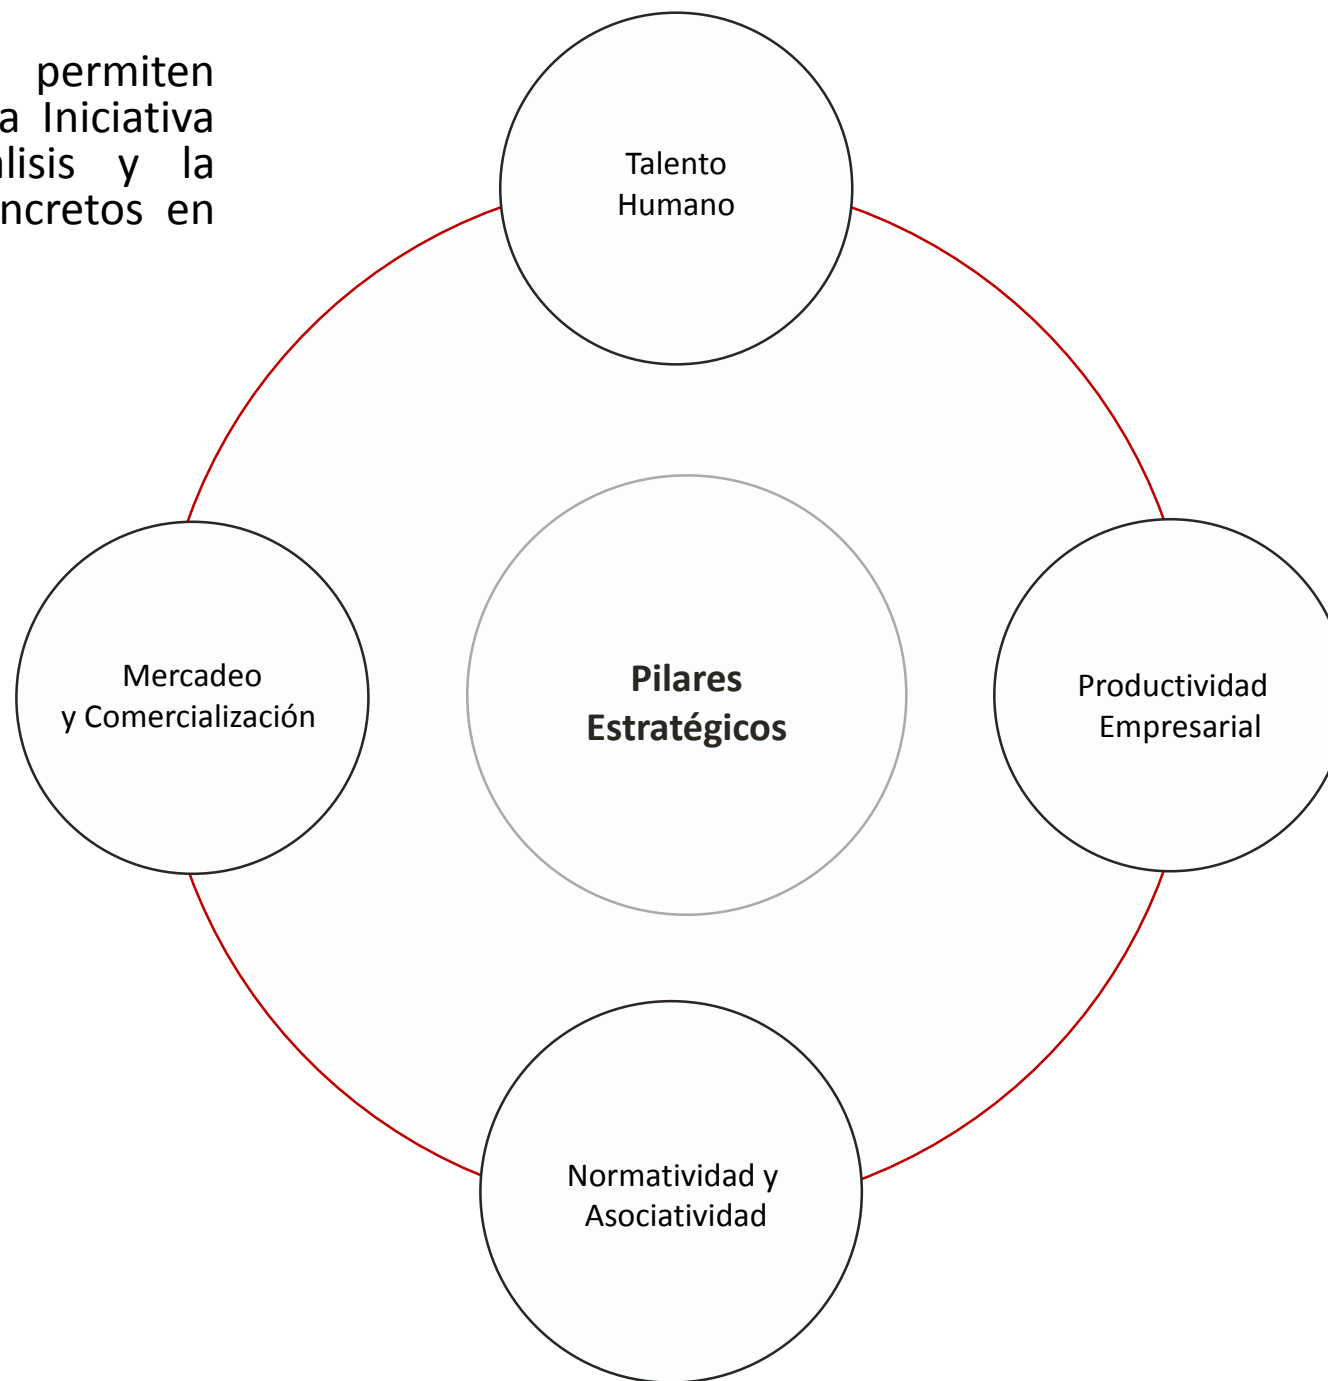 permiten
a Iniciativa
lisis y la
ncretos en
Talento
Humano
Mercadeo
y Comercialización
Pilares
Estratégicos
Productividad
Empresarial
Normatividad y
Asociatividad